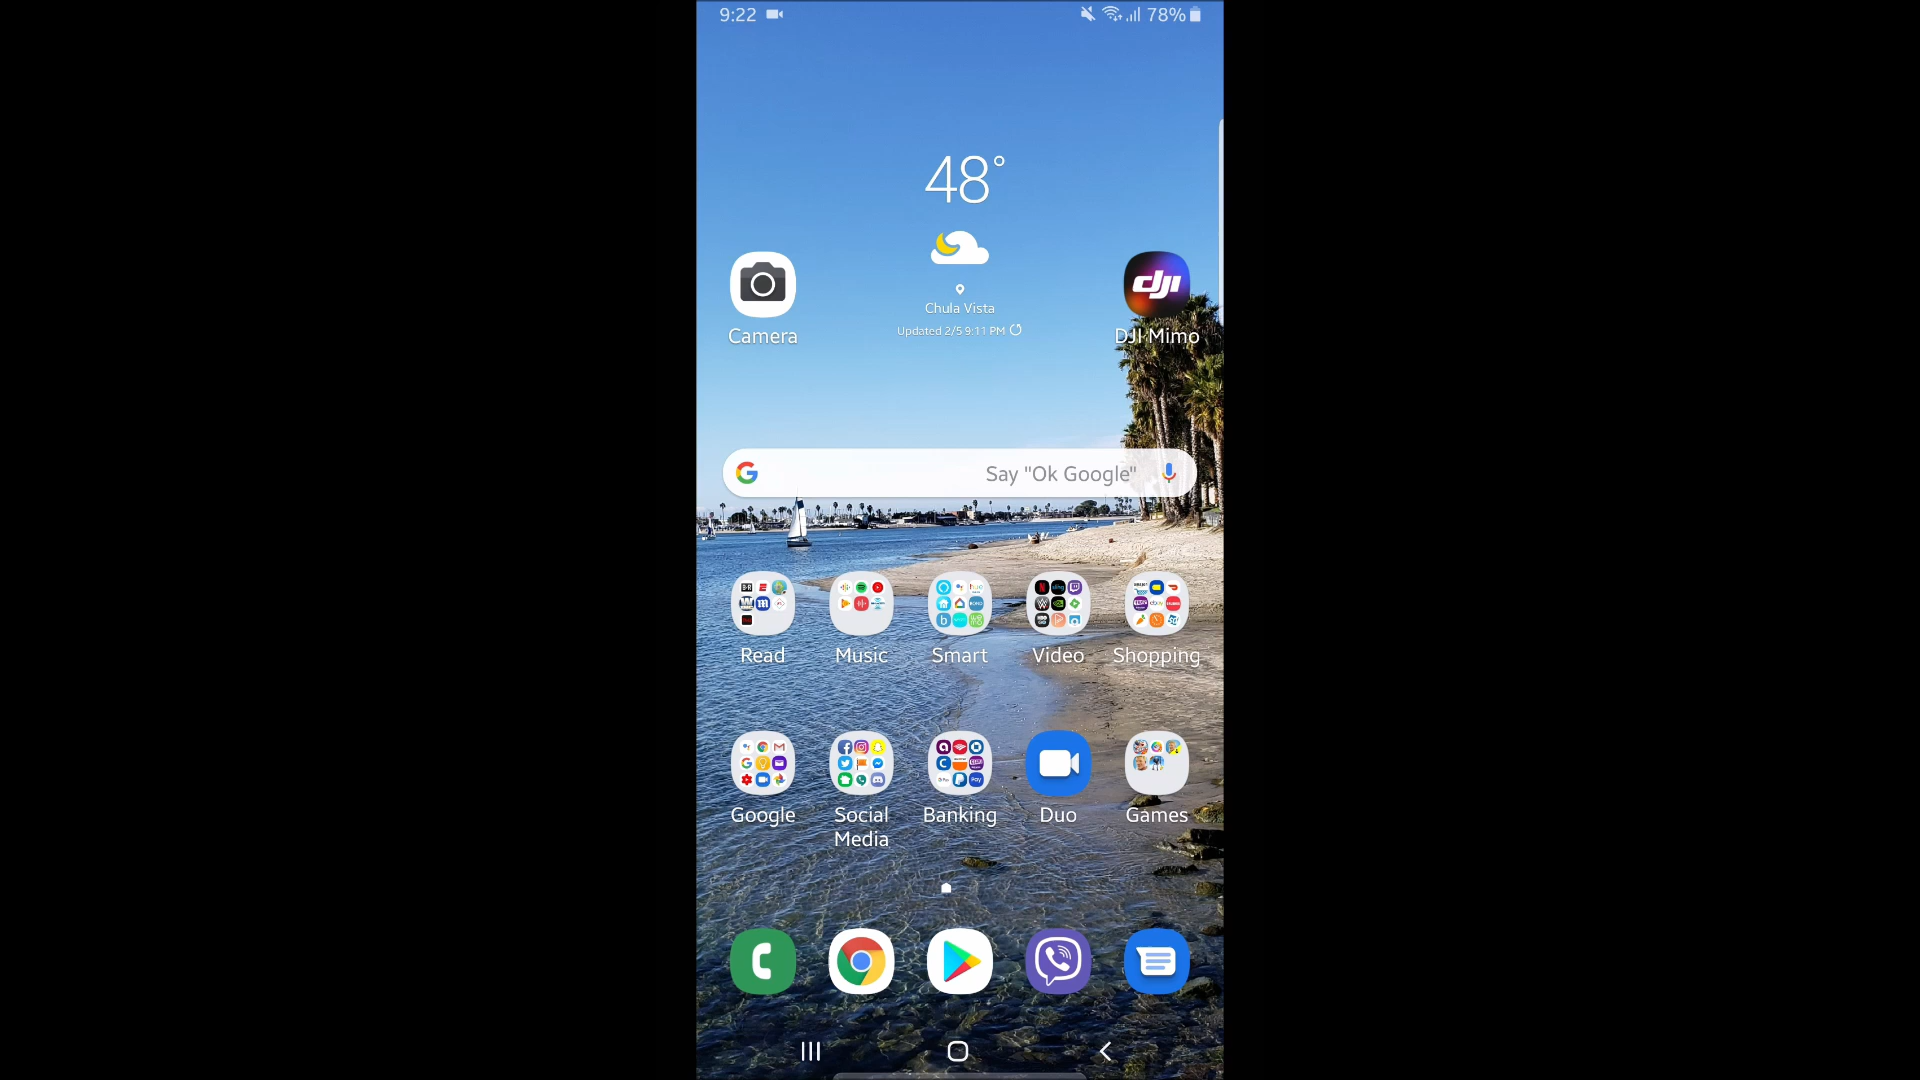 9:22
78%
48°
Chula Vista
Updated 2/5 9:11 PM
Camera
dji
DJI Mimo
Say "Ok Google"
Read
Music
Smart
Video
Shopping
Google
Social
Media
Banking
Duo
Games